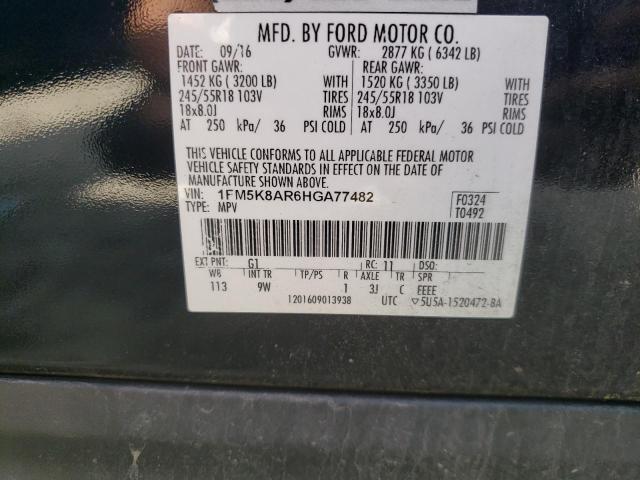 MFD. BY FORD MOTOR CO.
DATE: 09/16 GVWR: 2877 KG ( 6342 LB)
FRONT GAWR: REAR GAWR:
1452 KG ( 3200 LB) WITH 1520 KG ( 3350 LB) WITH
245/55R18 103V TIRES 245/55R18 103V TIRES
18x8.0J RIMS 18x8.0J RIMS
AT 250 kPa/ 36 PSI COLD AT 250 kPa/ 36 PSI COLD
THIS VEHICLE CONFORMS TO ALL APPLICABLE FEDERAL MOTOR
VEHICLE SAFETY STANDARDS IN EFFECT ON THE DATE OF
MANUFACTURE SHOWN ABOVE.
VIN: 1FM5K8AR6HGA77482 F0324
TYPE: MPV T0492
EXT PNT: G1 RC: 11 DSO:
WB INT TR TP/PS R AXLE TR SPR
113 9W 1 3J C EEEE
1201609013938 UTC ▽5U5A-1520472-BA